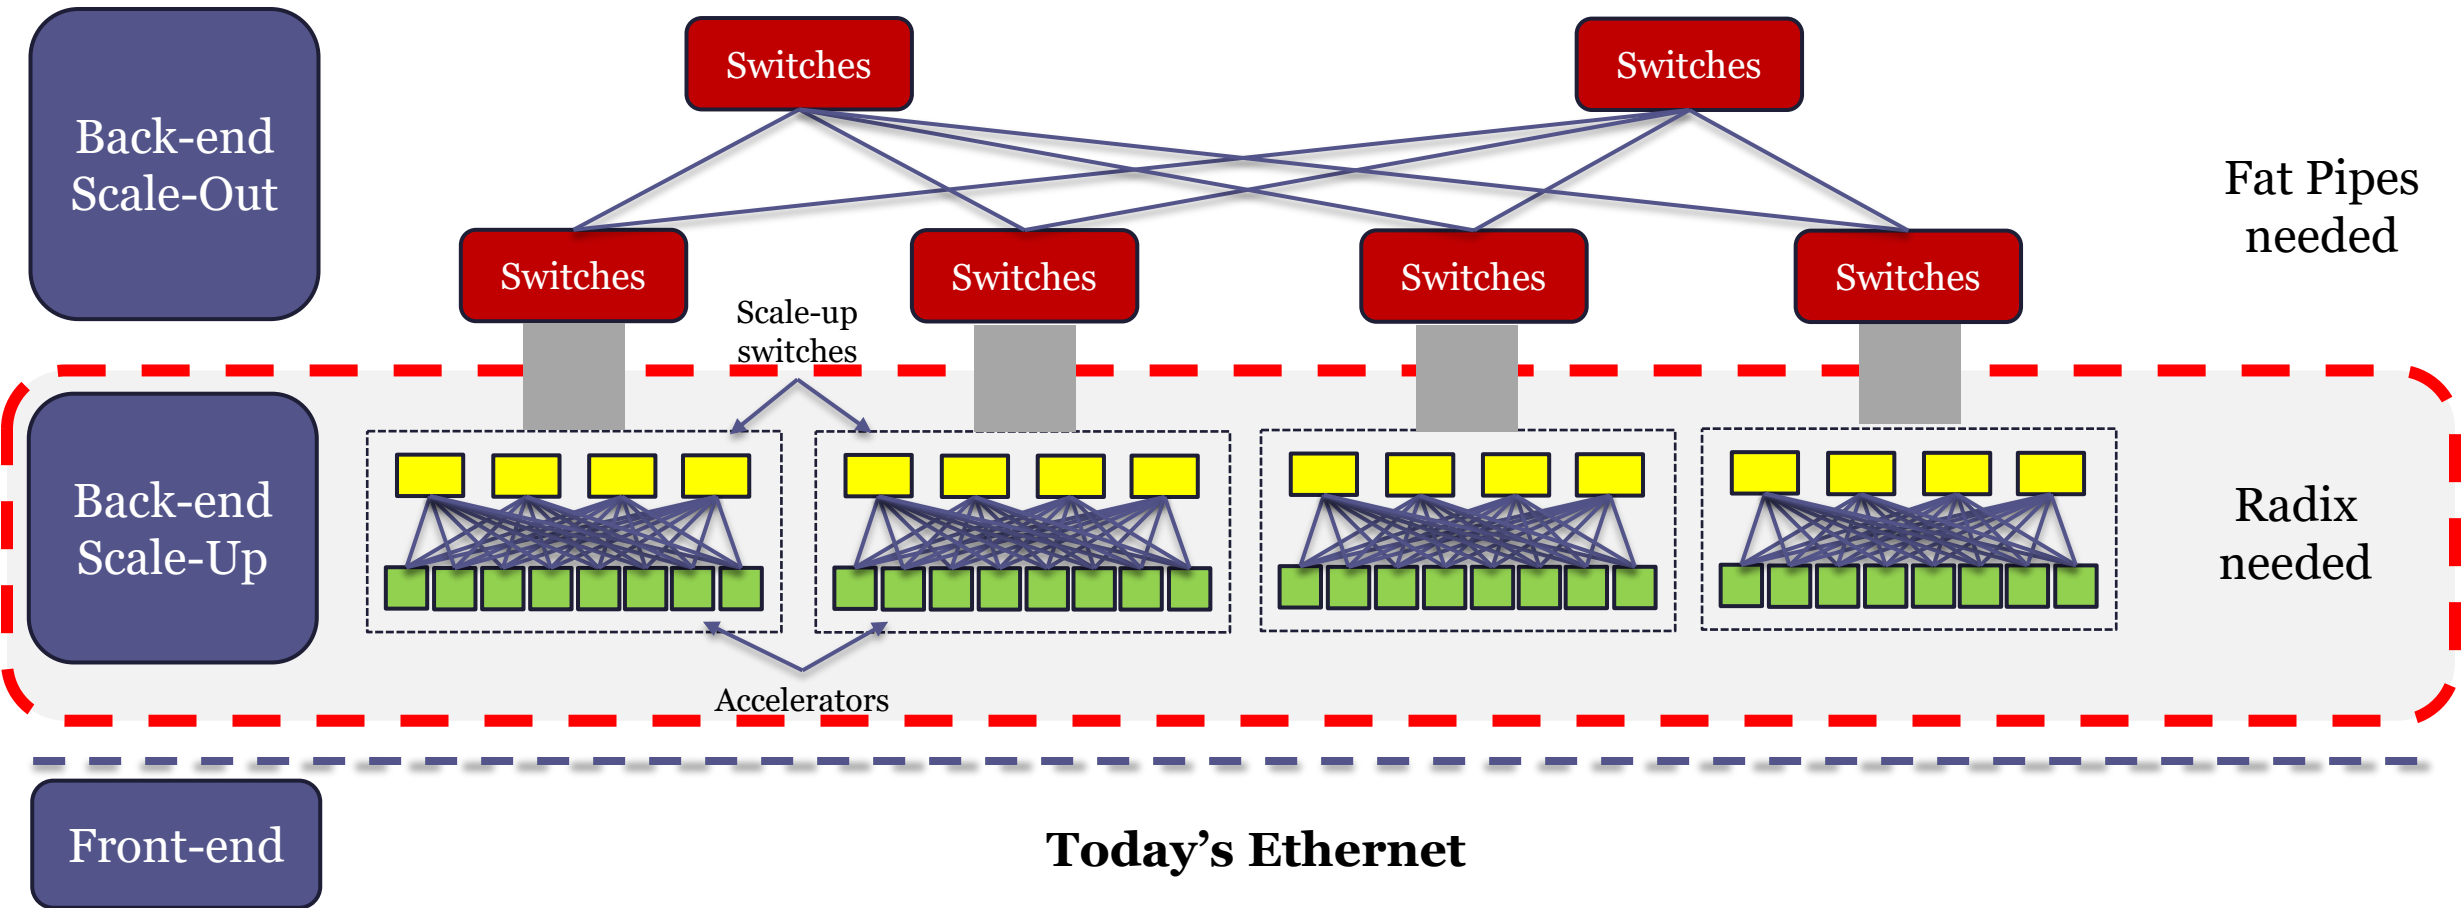 Switches
Switches
Back-end
Scale-Out
Fat Pipes
needed
Switches
Switches
Switches
Switches
Scale-up
switches
Back-end
Scale-Up
Radix
needed
Accelerators
Front-end
Today’s Ethernet